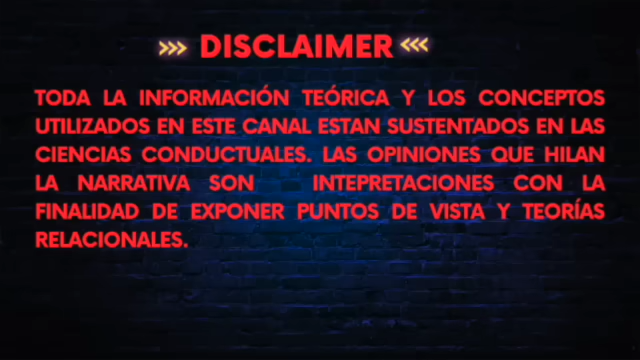 >>> DISCLAIMER <<<
TODA LA INFORMACIÓN TEÓRICA Y LOS CONCEPTOS
UTILIZADOS EN ESTE CANAL ESTAN SUSTENTADOS EN LAS
CIENCIAS CONDUCTUALES. LAS OPINIONES QUE HILAN
LA NARRATIVA SON INTEPRETACIONES CON LA
FINALIDAD DE EXPONER PUNTOS DE VISTA Y TEORÍAS
RELACIONALES.